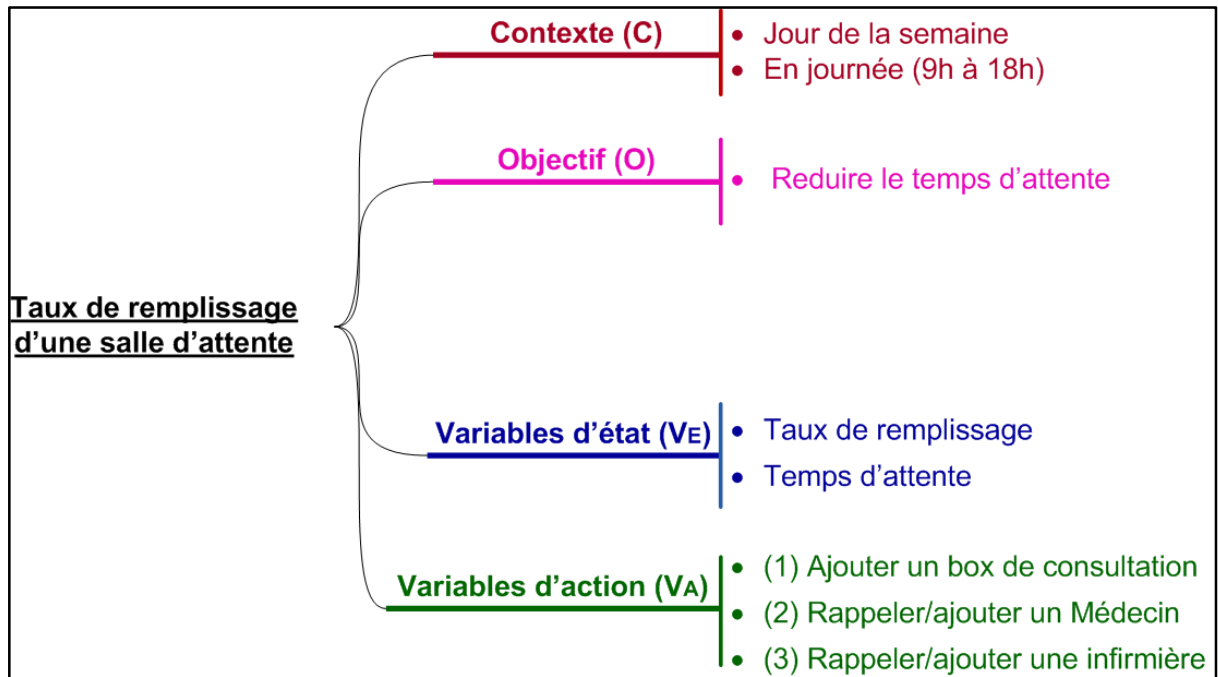 Contexte (C)
• Jour de la semaine
• En journée (9h à 18h)
Objectif (O)
• Reduire le temps d'attente
Taux de remplissage
d'une salle d'attente
Variables d'état (VE)
• Taux de remplissage
• Temps d'attente
Variables d'action (VA)
• (1) Ajouter un box de consultation
• (2) Rappeler/ajouter un Médecin
• (3) Rappeler/ajouter une infirmière